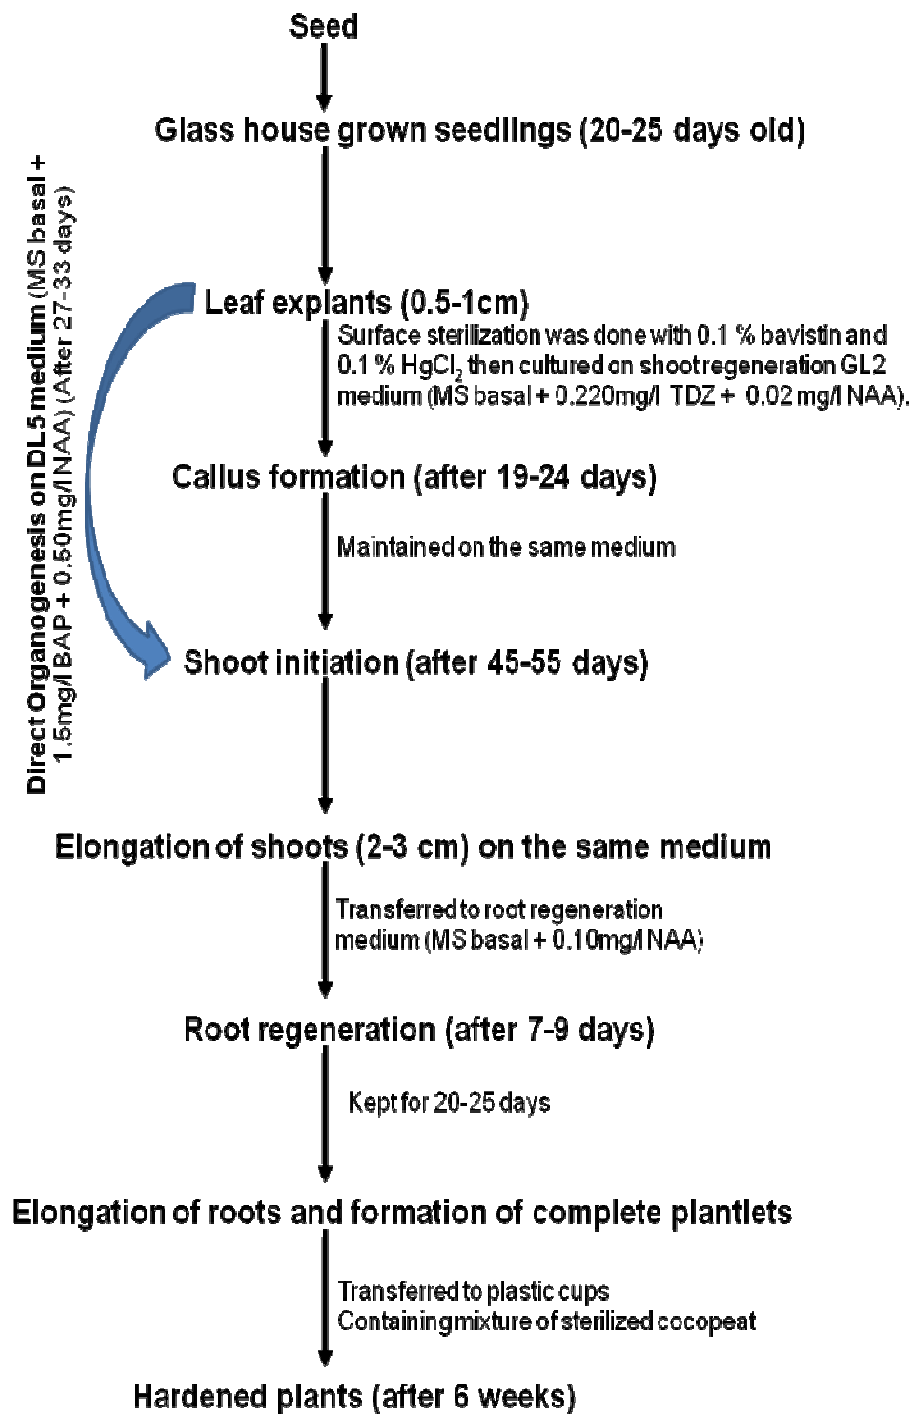 Seed
Glass house grown seedlings (20-25 days old)
Direct Organogenesis on DL5 medium (MS basal +
1.5mg/l BAP + 0.50mg/l NAA) (After 27-33 days)
Leaf explants (0.5-1cm)
Surface sterilization was done with 0.1 % bavistin and
0.1 % HgCl₂ then cultured on shoot regeneration GL2
medium (MS basal + 0.220mg/l TDZ + 0.02 mg/l NAA).
Callus formation (after 19-24 days)
Maintained on the same medium
Shoot initiation (after 45-55 days)
Elongation of shoots (2-3 cm) on the same medium
Transferred to root regeneration
medium (MS basal + 0.10mg/l NAA)
Root regeneration (after 7-9 days)
Kept for 20-25 days
Elongation of roots and formation of complete plantlets
Transferred to plastic cups
Containing mixture of sterilized cocopeat
Hardened plants (after 6 weeks)